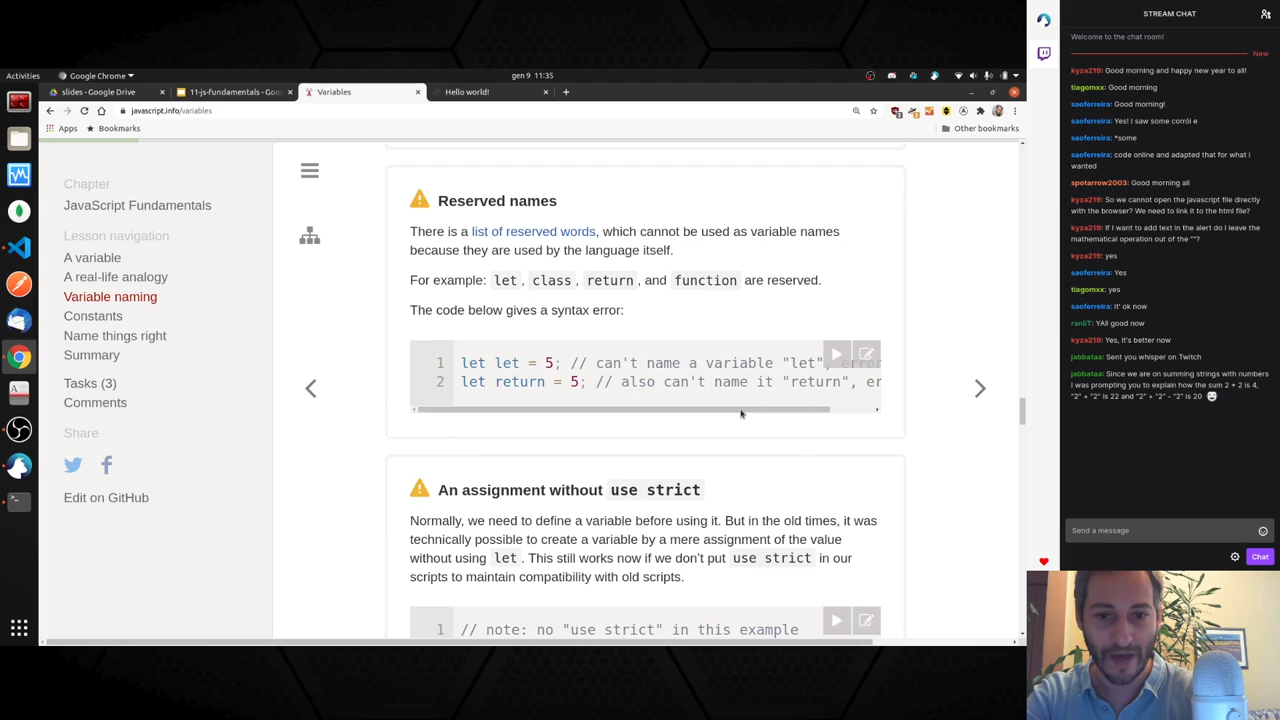 Activities
Google Chrome
gen 9 11:35
slides - Google Drive
11-js-Fundamentals - Goo
Variables
Hello world!
javascript.info/variables
Apps
Bookmarks
Other bookmarks
Chapter
JavaScript Fundamentals
Lesson navigation
A variable
A real-life analogy
Variable naming
Constants
Name things right
Summary
Tasks (3)
Comments
Share
Edit on GitHub
Reserved names
There is a list of reserved words, which cannot be used as variable names
because they are used by the language itself.
For example: let, class, return, and function are reserved.
The code below gives a syntax error:
1 let let = 5; // can't name a variable "let", error
2 let return = 5; // also can't name it "return", er
An assignment without use strict
Normally, we need to define a variable before using it. But in the old times, it was
technically possible to create a variable by a mere assignment of the value
without using let. This still works now if we don't put use strict in our
scripts to maintain compatibility with old scripts.
1 // note: no "use strict" in this example
STREAM CHAT
Welcome to the chat room!
New
kyza219: Good morning and happy new year to all!
tiagomxx: Good morning
saoferreira: Good morning!
saoferreira: Yes! I saw some corrói e
saoferreira: *some
saoferreira: code online and adapted that for what i
wanted
spotarrow2003: Good morning all
kyza219: So we cannot open the javascript file directly
with the browser? We need to link it to the html file?
kyza219: If I want to add text in the alert do I leave the
mathematical operation out of the ""?
kyza219: yes
saoferreira: Yes
tiagomxx: yes
saoferreira: it' ok now
raniiT: YAll good now
kyza219: Yes, it's better now
jabbataa: Sent you whisper on Twitch
jabbataa: Since we are on summing strings with numbers
I was prompting you to explain how the sum 2 + 2 is 4,
"2" + "2" is 22 and "2" + "2" - "2" is 20
Send a message
Chat